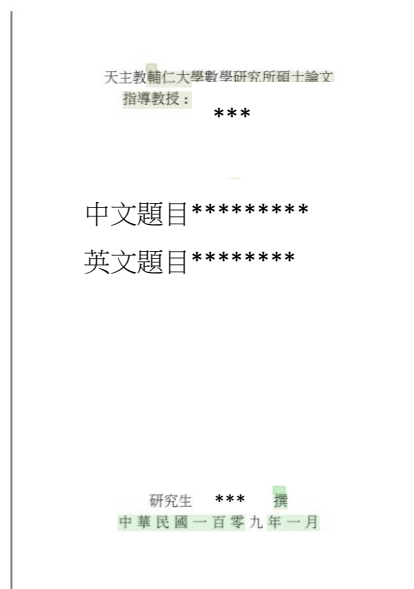 天主教輔仁大學數學研究所碩士論文
指導教授：
***
中文題目*********
英文題目********
研究生 *** 撰
中華民國一百零九年一月